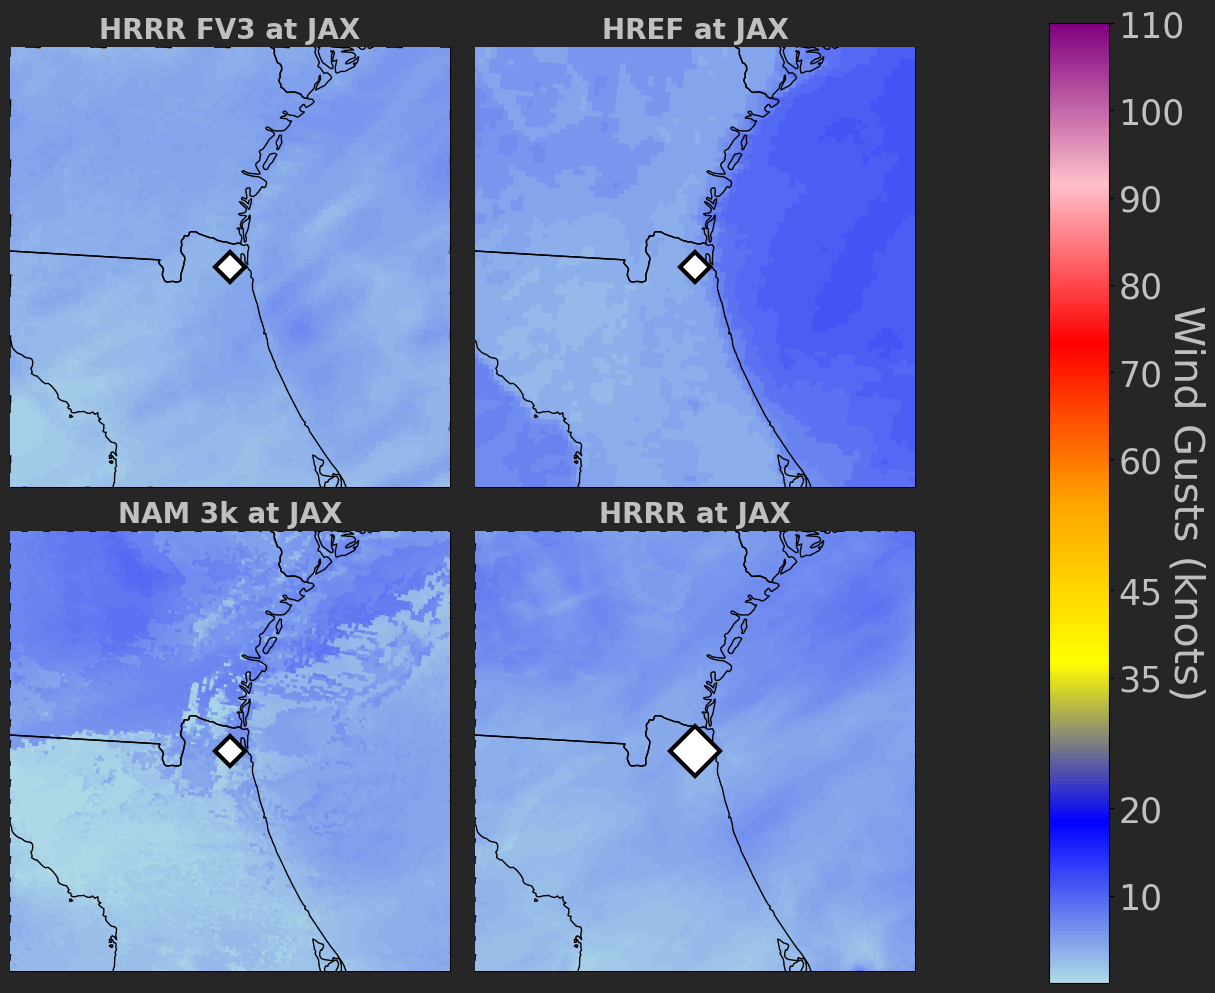 HRRR FV3 at JAX
HREF at JAX
NAM 3k at JAX
HRRR at JAX
110
100
90
80
70
60
45
35
20
10
Wind Gusts (knots)